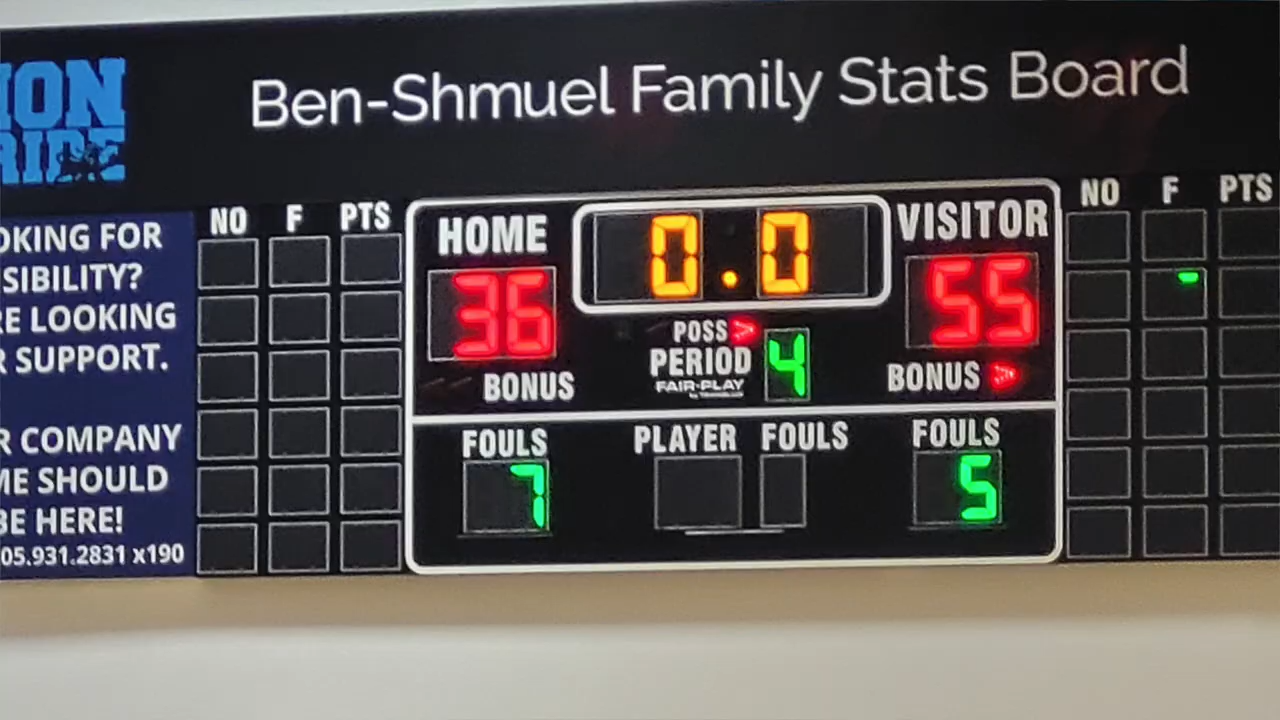 ION
RIDE
Ben-Shmuel Family Stats Board
OKING FOR
SIBILITY?
RE LOOKING
R SUPPORT.
R COMPANY
ME SHOULD
BE HERE!
05.931.2831 x190
NO F PTS
HOME
36
BONUS
0.0
POSS
PERIOD 4
FAIR-PLAY
VISITOR
55
BONUS
FOULS
7
PLAYER FOULS
FOULS
5
NO F PTS